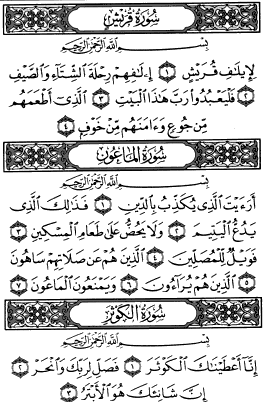 سُورَةُ قُرَيْشٍ
بِسْمِ اللَّهِ الرَّحْمَٰنِ الرَّحِيمِ
لِإِيلَٰفِ قُرَيْشٍ ١ إِۦلَٰفِهِمْ رِحْلَةَ الشِّتَآءِ وَالصَّيْفِ
٢ فَلْيَعْبُدُوا۟ رَبَّ هَٰذَا الْبَيْتِ ٣ الَّذِىٓ أَطْعَمَهُم
مِّن جُوعٍ وَءَامَنَهُم مِّنْ خَوْفٍۭ ٤
سُورَةُ الْمَاعُونِ
بِسْمِ اللَّهِ الرَّحْمَٰنِ الرَّحِيمِ
أَرَءَيْتَ الَّذِى يُكَذِّبُ بِالدِّينِ ١ فَذَٰلِكَ الَّذِى
يَدُعُّ الْيَتِيمَ ٢ وَلَا يَحُضُّ عَلَىٰ طَعَامِ الْمِسْكِينِ ٣
فَوَيْلٌ لِّلْمُصَلِّينَ ٤ الَّذِينَ هُمْ عَن صَلَاتِهِمْ سَاهُونَ
٥ الَّذِينَ هُمْ يُرَآءُونَ ٦ وَيَمْنَعُونَ الْمَاعُونَ ٧
سُورَةُ الْكَوْثَرِ
بِسْمِ اللَّهِ الرَّحْمَٰنِ الرَّحِيمِ
إِنَّآ أَعْطَيْنَٰكَ الْكَوْثَرَ ١ فَصَلِّ لِرَبِّكَ وَانْحَرْ ٢
إِنَّ شَانِئَكَ هُوَ الْأَبْتَرُ ٣